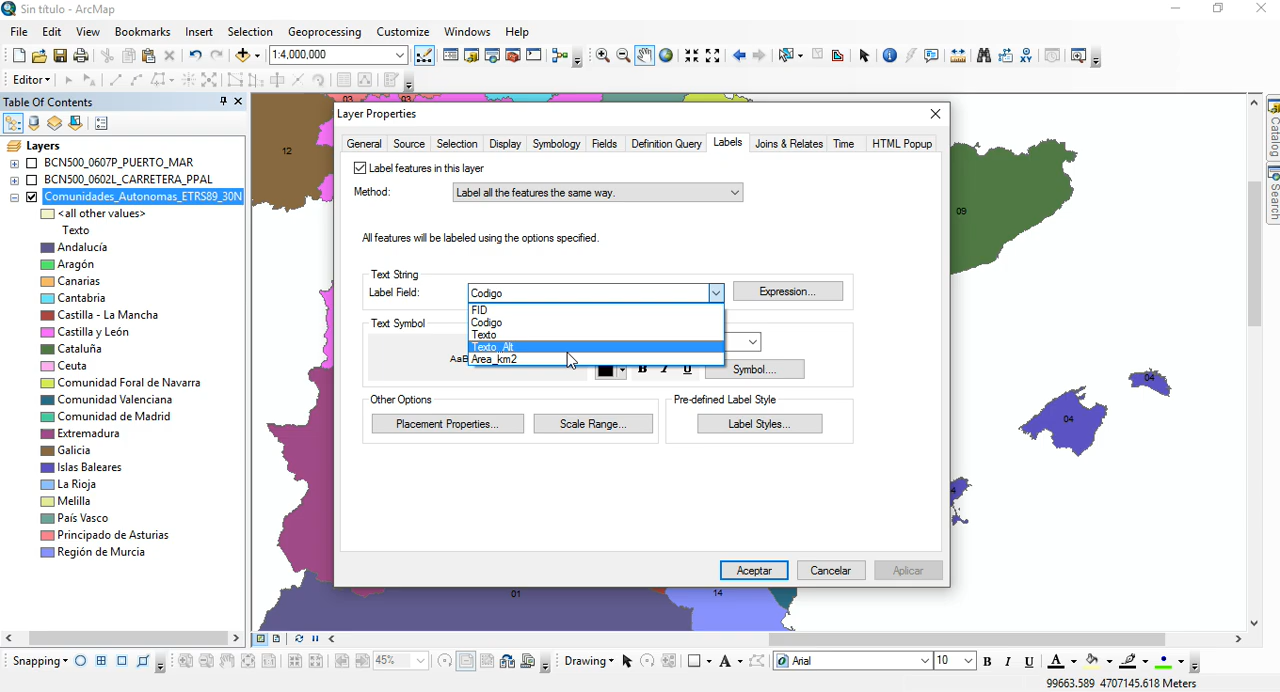 Sin título - ArcMap
File Edit View Bookmarks Insert Selection Geoprocessing Customize Windows Help
1:4,000,000
Editor
Table Of Contents
Layers
BCN500_0607P_PUERTO_MAR
BCN500_0602L_CARRETERA_PPAL
Comunidades_Autonomas_ETRS89_30N
<all other values>
Texto
Andalucía
Aragón
Canarias
Cantabria
Castilla - La Mancha
Castilla y León
Cataluña
Ceuta
Comunidad Foral de Navarra
Comunidad Valenciana
Comunidad de Madrid
Extremadura
Galicia
Islas Baleares
La Rioja
Melilla
País Vasco
Principado de Asturias
Región de Murcia
03 03
12
09
04
04
01
14
Layer Properties
General Source Selection Display Symbology Fields Definition Query Labels Joins & Relates Time HTML Popup
Label features in this layer
Method: Label all the features the same way.
All features will be labeled using the options specified.
Text String
Label Field: Codigo Expression...
FID
Codigo
Texto
Texto_Alt
Area_km2
Text Symbol
AaB
B I U Symbol...
Other Options
Placement Properties... Scale Range...
Pre-defined Label Style
Label Styles...
Aceptar Cancelar Aplicar
Catalog
Search
Snapping 45% Drawing A Arial 10 B I U A
99663.589 4707145.618 Meters